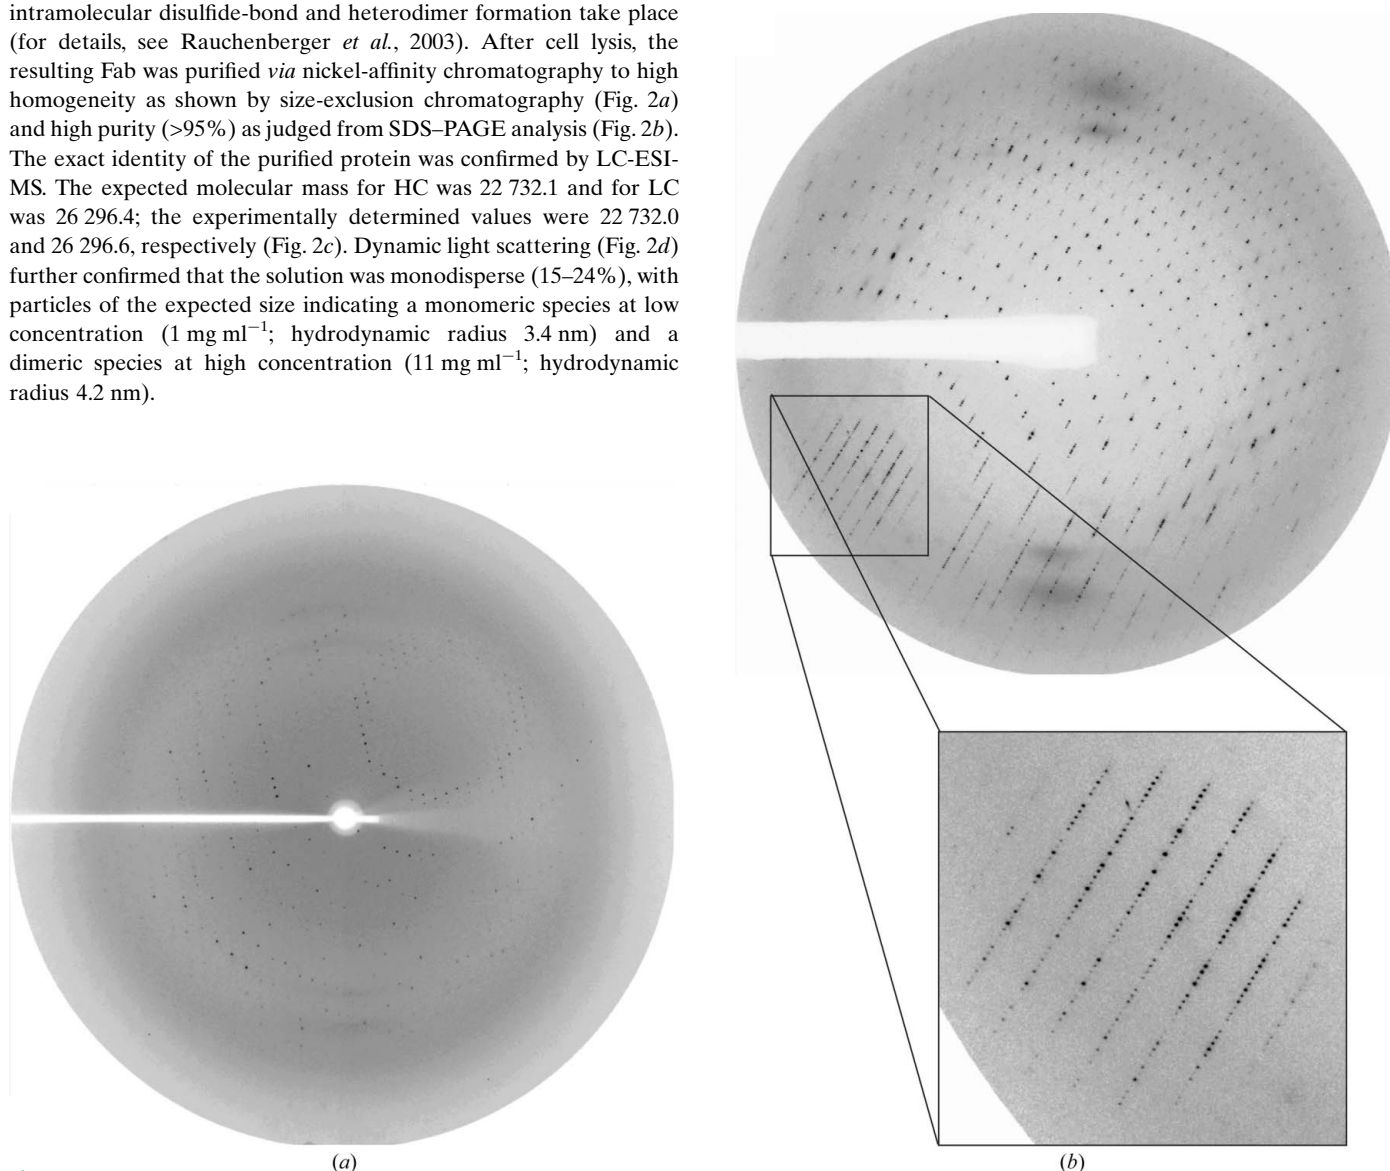 intramolecular disulfide-bond and heterodimer formation take place
(for details, see Rauchenberger et al., 2003). After cell lysis, the
resulting Fab was purified via nickel-affinity chromatography to high
homogeneity as shown by size-exclusion chromatography (Fig. 2a)
and high purity (>95%) as judged from SDS–PAGE analysis (Fig. 2b).
The exact identity of the purified protein was confirmed by LC-ESI-
MS. The expected molecular mass for HC was 22 732.1 and for LC
was 26 296.4; the experimentally determined values were 22 732.0
and 26 296.6, respectively (Fig. 2c). Dynamic light scattering (Fig. 2d)
further confirmed that the solution was monodisperse (15–24%), with
particles of the expected size indicating a monomeric species at low
concentration (1 mg ml−1; hydrodynamic radius 3.4 nm) and a
dimeric species at high concentration (11 mg ml−1; hydrodynamic
radius 4.2 nm).
(a)
(b)